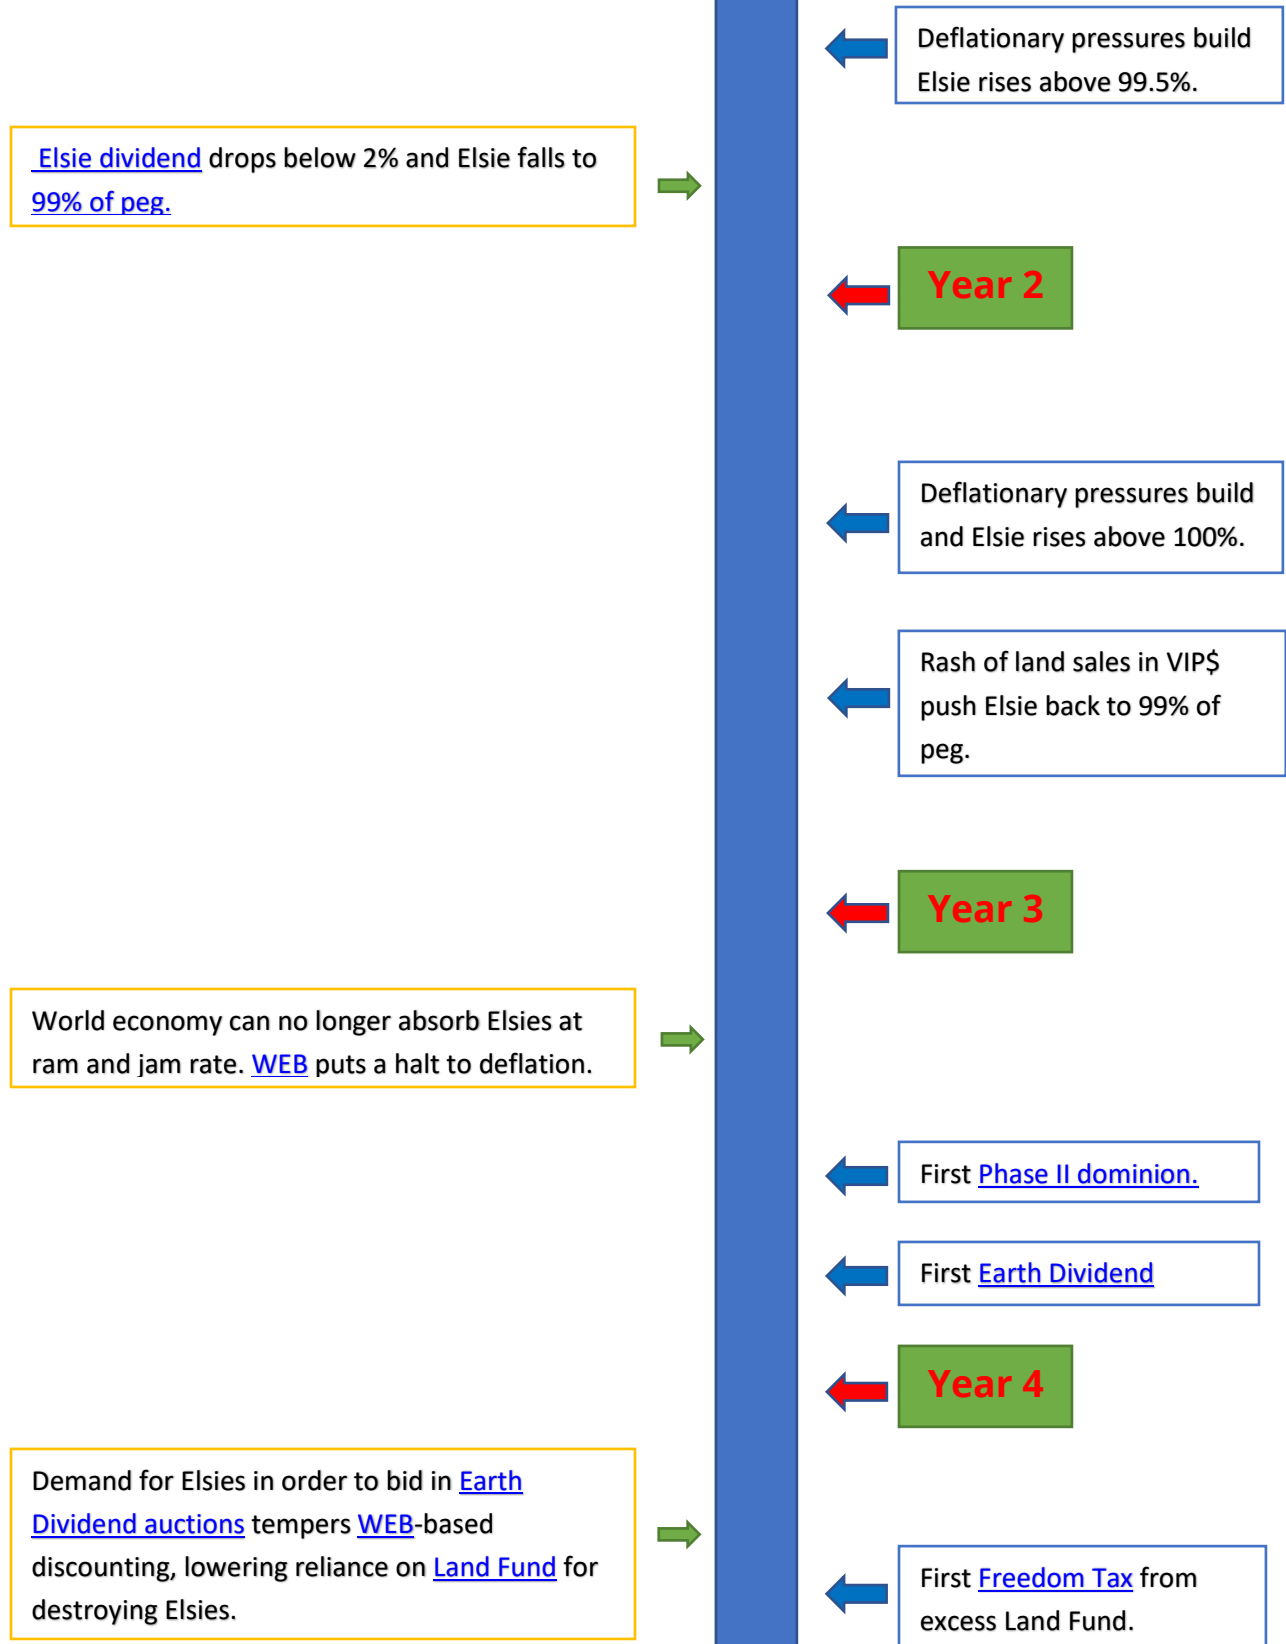 Deflationary pressures build
Elsie rises above 99.5%.
Elsie dividend drops below 2% and Elsie falls to
99% of peg.
Year 2
Deflationary pressures build
and Elsie rises above 100%.
Rash of land sales in VIP$
push Elsie back to 99% of
peg.
Year 3
World economy can no longer absorb Elsies at
ram and jam rate. WEB puts a halt to deflation.
First Phase II dominion.
First Earth Dividend
Year 4
Demand for Elsies in order to bid in Earth
Dividend auctions tempers WEB-based
discounting, lowering reliance on Land Fund for
destroying Elsies.
First Freedom Tax from
excess Land Fund.